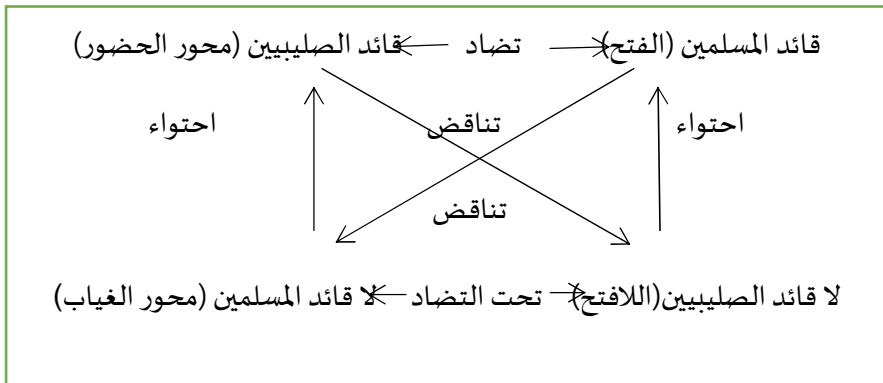 قائد المسلمين (الفتح) تضاد قائد الصليبيين (محور الحضور)
احتواء تناقض احتواء
تناقض
لا قائد الصليبيين(اللافتح) تحت التضاد لا قائد المسلمين (محور الغياب)